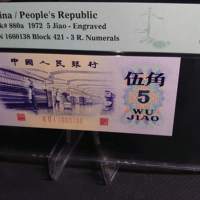 ina / People's Republic
k# 880a 1972 5 Jiao - Engraved
N 1660138 Block 421 - 3 R. Numerals
中国人民银行
伍角
5
WU
JIAO